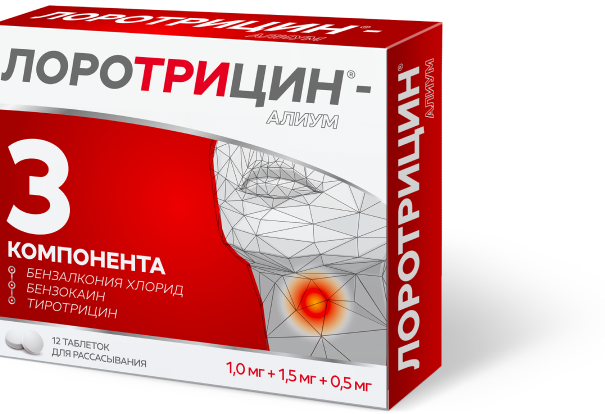 АЛИУМ
ЛОРОТРИЦИН®-
АЛИУМ
3
КОМПОНЕНТА
БЕНЗАЛКОНИЯ ХЛОРИД
БЕНЗОКАИН
ТИРОТРИЦИН
12 ТАБЛЕТОК
ДЛЯ РАССАСЫВАНИЯ
1,0 мг + 1,5 мг + 0,5 мг
ЛОРОТРИЦИН®
АЛИУМ